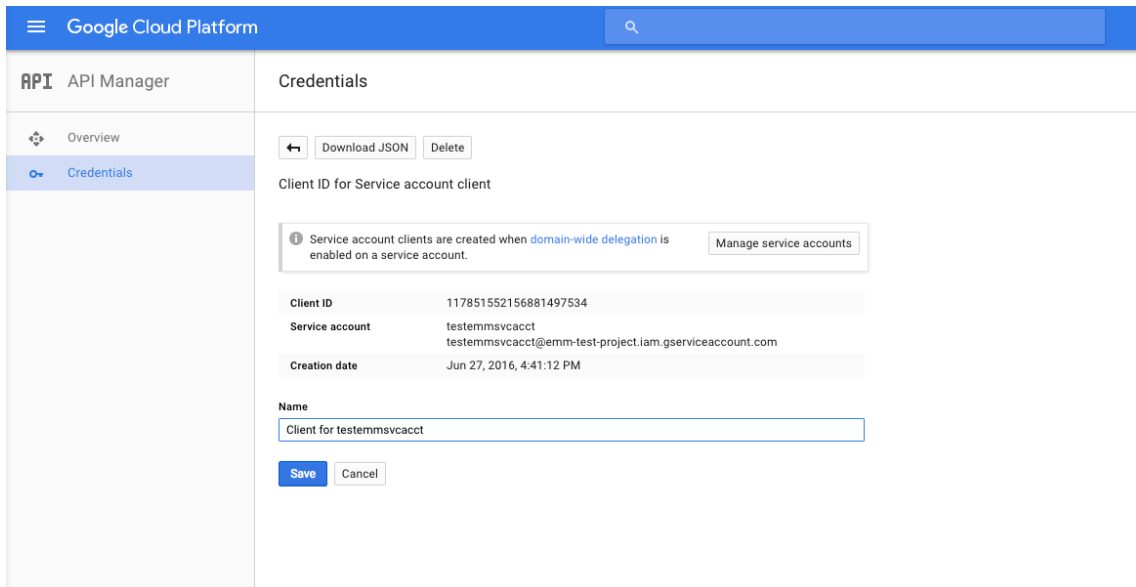 Google Cloud Platform
API API Manager
Credentials
Overview
Credentials
Download JSON Delete
Client ID for Service account client
Service account clients are created when domain-wide delegation is
enabled on a service account.
Manage service accounts
Client ID 117851552156881497534
Service account testemmsvcacct
testemmsvcacct@emm-test-project.iam.gserviceaccount.com
Creation date Jun 27, 2016, 4:41:12 PM
Name
Client for testemmsvcacct
Save Cancel